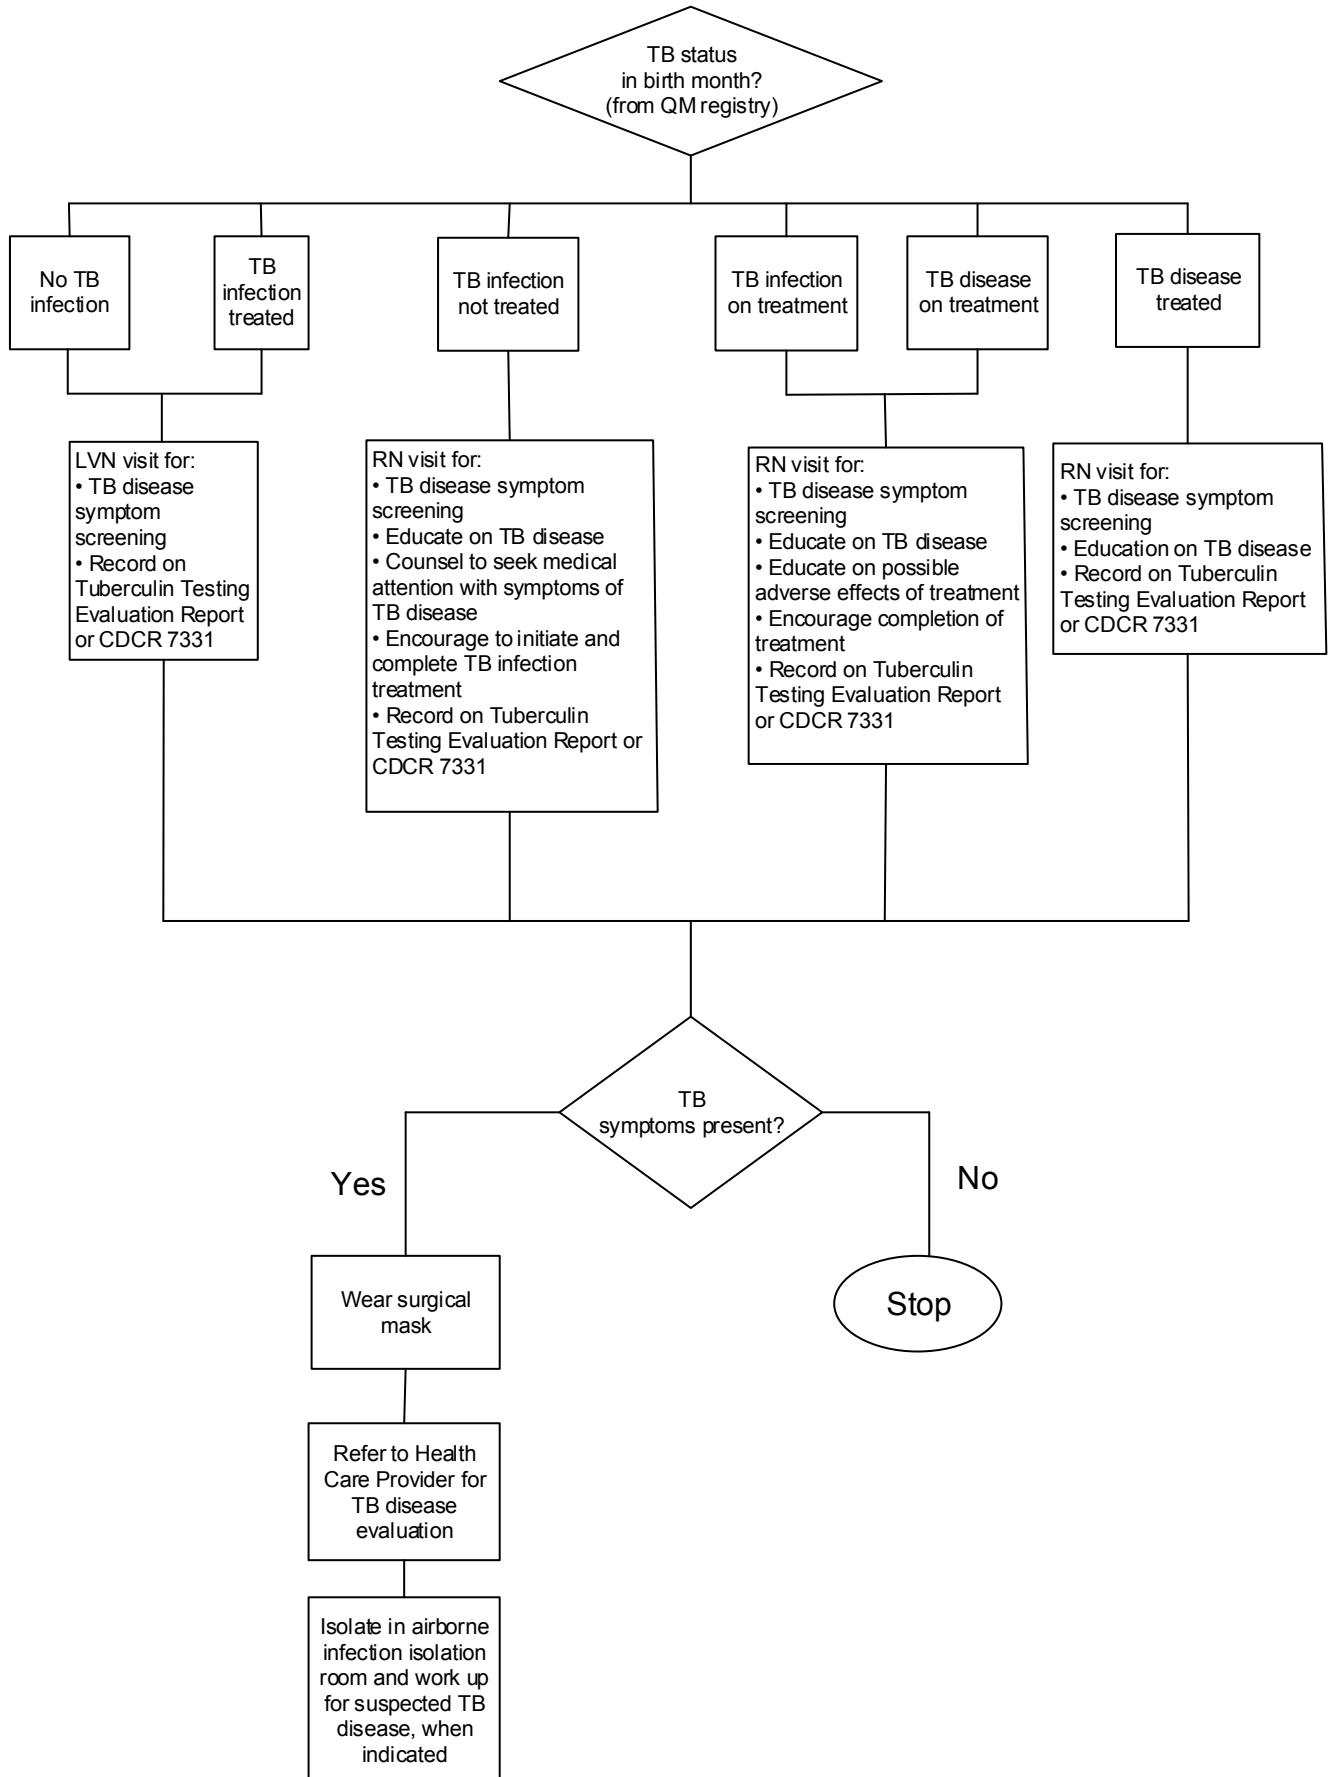 TB status
in birth month?
(from QM registry)
No TB
infection
TB
infection
treated
TB infection
not treated
TB infection
on treatment
TB disease
on treatment
TB disease
treated
LVN visit for:
• TB disease
symptom
screening
• Record on
Tuberculin Testing
Evaluation Report
or CDCR 7331
RN visit for:
• TB disease symptom
screening
• Educate on TB disease
• Counsel to seek medical
attention with symptoms of
TB disease
• Encourage to initiate and
complete TB infection
treatment
• Record on Tuberculin
Testing Evaluation Report or
CDCR 7331
RN visit for:
• TB disease symptom
screening
• Educate on TB disease
• Educate on possible
adverse effects of treatment
• Encourage completion of
treatment
• Record on Tuberculin
Testing Evaluation Report
or CDCR 7331
RN visit for:
• TB disease symptom
screening
• Education on TB disease
• Record on Tuberculin
Testing Evaluation Report
or CDCR 7331
TB
symptoms present?
Yes
No
Wear surgical
mask
Stop
Refer to Health
Care Provider for
TB disease
evaluation
Isolate in airborne
infection isolation
room and work up
for suspected TB
disease, when
indicated